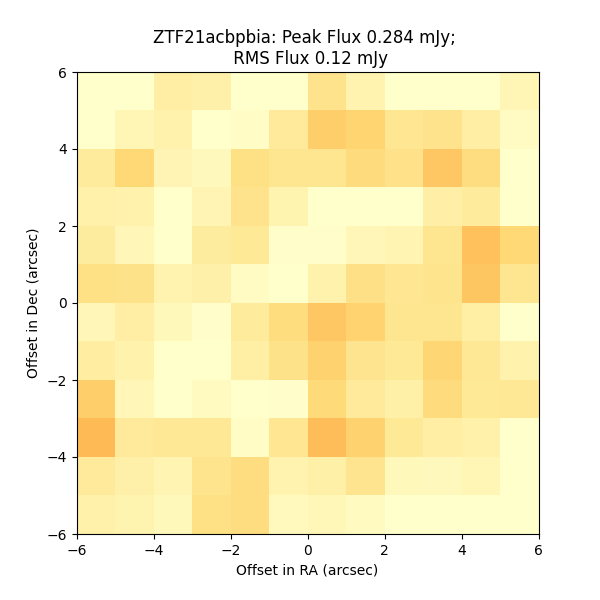 ZTF21acbpbia: Peak Flux 0.284 mJy;
RMS Flux 0.12 mJy
6
4
2
0
−2
−4
−6
Offset in Dec (arcsec)
−6 −4 −2 0 2 4 6
Offset in RA (arcsec)